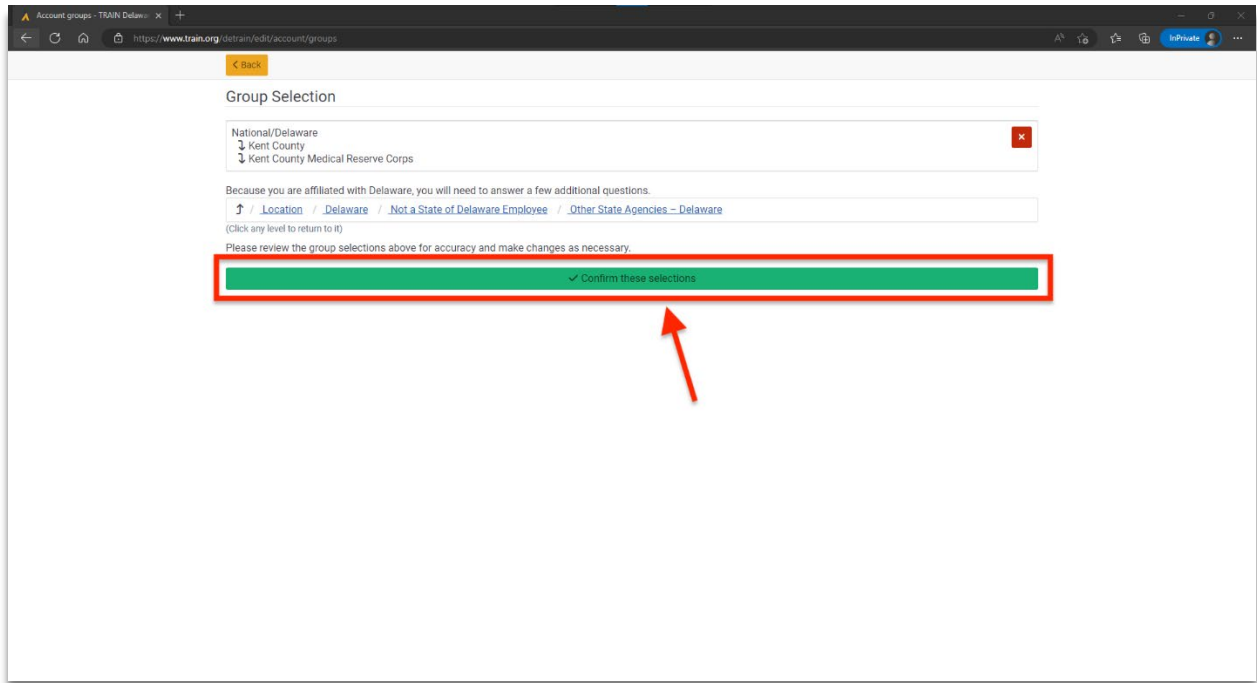 Account groups - TRAIN Delawar
https://www.train.org/detrain/edit/account/groups
InPrivate
Back
Group Selection
National/Delaware
Kent County
Kent County Medical Reserve Corps
Because you are affiliated with Delaware, you will need to answer a few additional questions.
/ Location / Delaware / Not a State of Delaware Employee / Other State Agencies – Delaware
(Click any level to return to it)
Please review the group selections above for accuracy and make changes as necessary.
✓ Confirm these selections